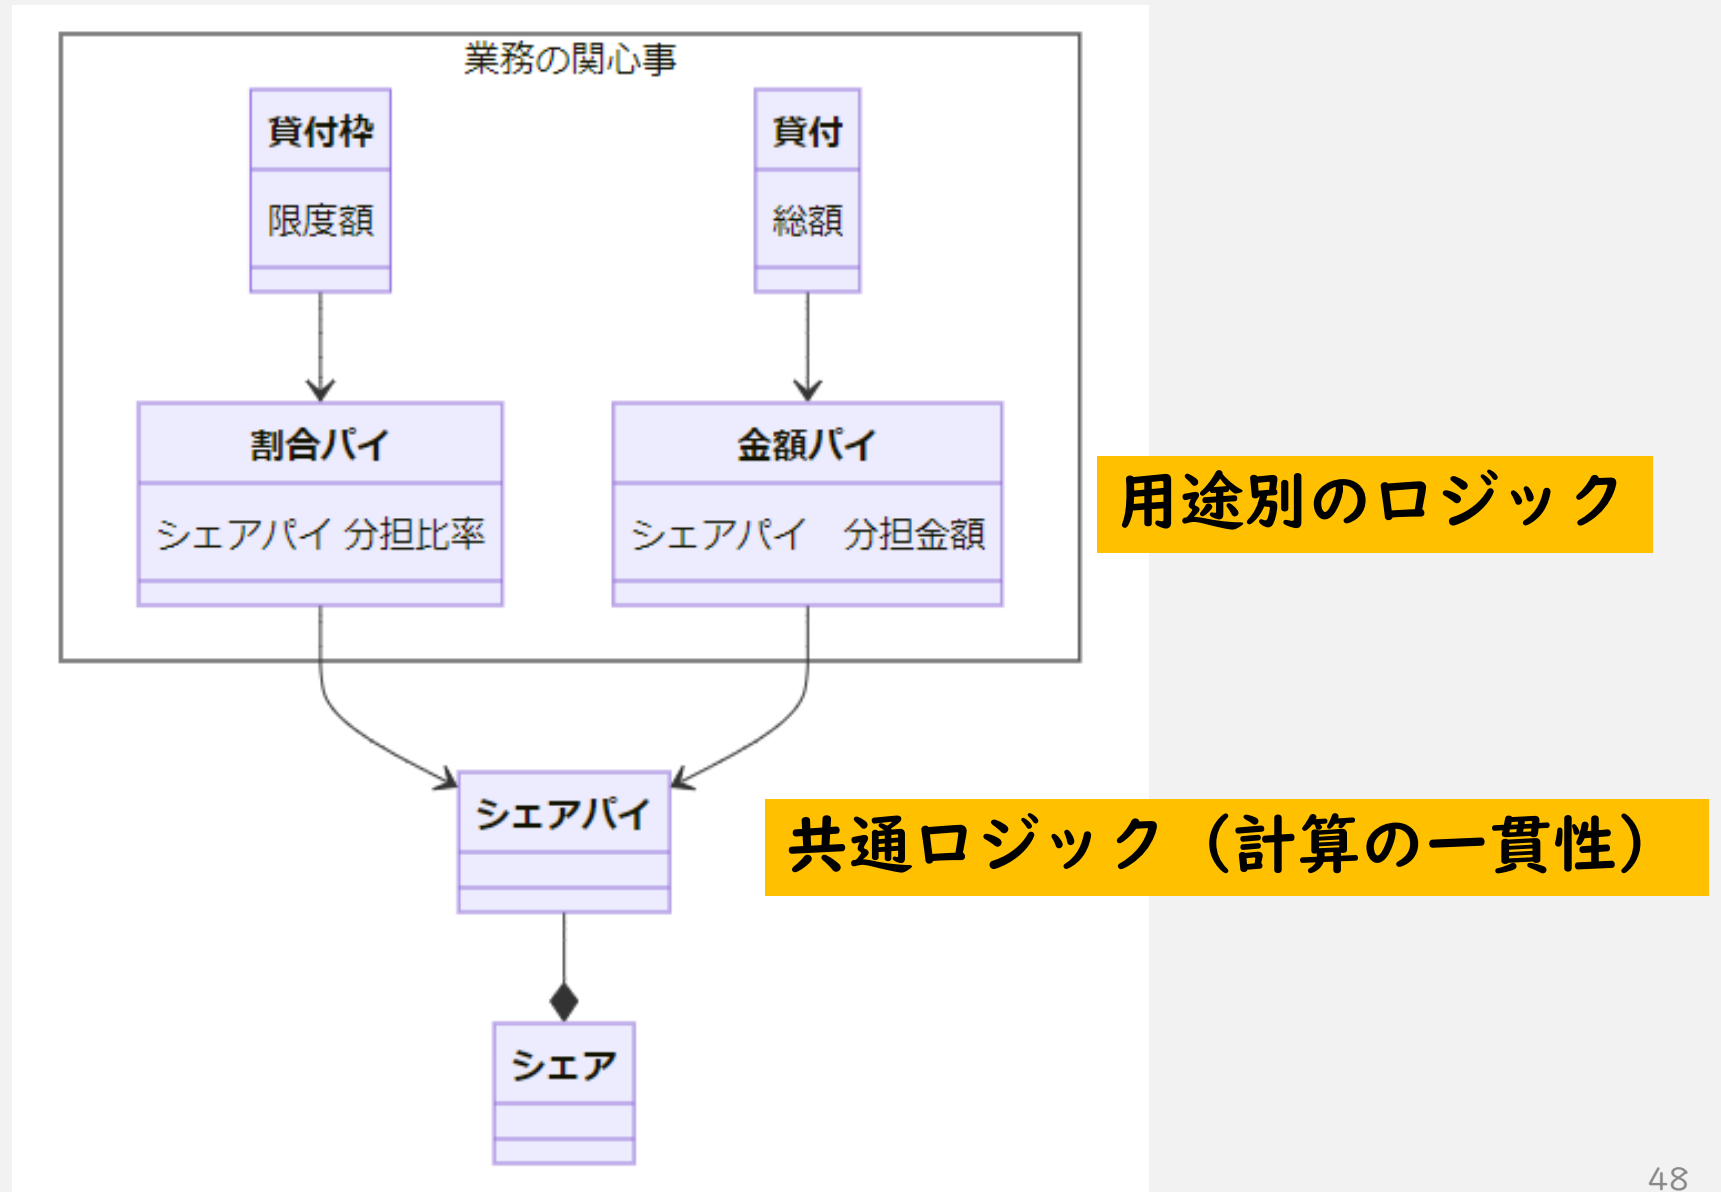 業務の関心事
貸付枠
限度額
貸付
総額
割合パイ
シェアパイ 分担比率
金額パイ
シェアパイ　分担金額
用途別のロジック
シェアパイ
共通ロジック（計算の一貫性）
シェア
48